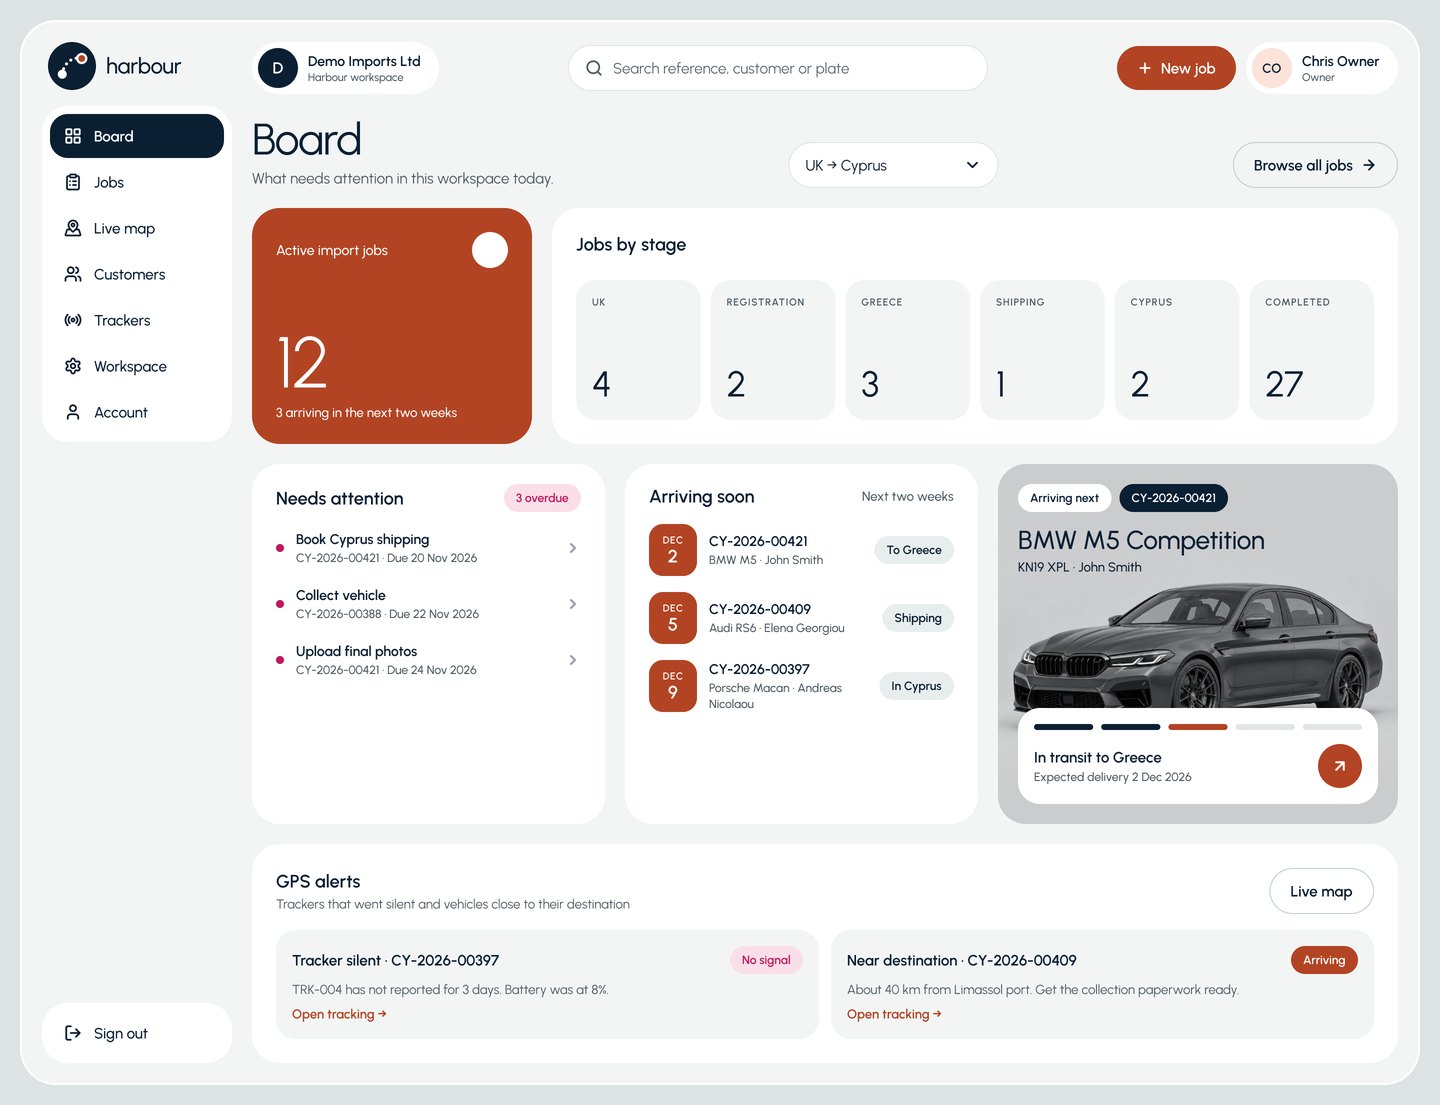 harbour
D
Demo Imports Ltd
Harbour workspace
Search reference, customer or plate
+ New job
CO
Chris Owner
Owner
Board
Jobs
Live map
Customers
Trackers
Workspace
Account
Sign out
Board
What needs attention in this workspace today.
UK → Cyprus
Browse all jobs →
Active import jobs
12
3 arriving in the next two weeks
Jobs by stage
UK
4
REGISTRATION
2
GREECE
3
SHIPPING
1
CYPRUS
2
COMPLETED
27
Needs attention
3 overdue
Book Cyprus shipping
CY-2026-00421 · Due 20 Nov 2026
Collect vehicle
CY-2026-00388 · Due 22 Nov 2026
Upload final photos
CY-2026-00421 · Due 24 Nov 2026
Arriving soon
Next two weeks
DEC
2
CY-2026-00421
BMW M5 · John Smith
To Greece
DEC
5
CY-2026-00409
Audi RS6 · Elena Georgiou
Shipping
DEC
9
CY-2026-00397
Porsche Macan · Andreas
Nicolaou
In Cyprus
Arriving next
CY-2026-00421
BMW M5 Competition
KN19 XPL · John Smith
In transit to Greece
Expected delivery 2 Dec 2026
GPS alerts
Trackers that went silent and vehicles close to their destination
Live map
Tracker silent · CY-2026-00397
No signal
TRK-004 has not reported for 3 days. Battery was at 8%.
Open tracking →
Near destination · CY-2026-00409
Arriving
About 40 km from Limassol port. Get the collection paperwork ready.
Open tracking →